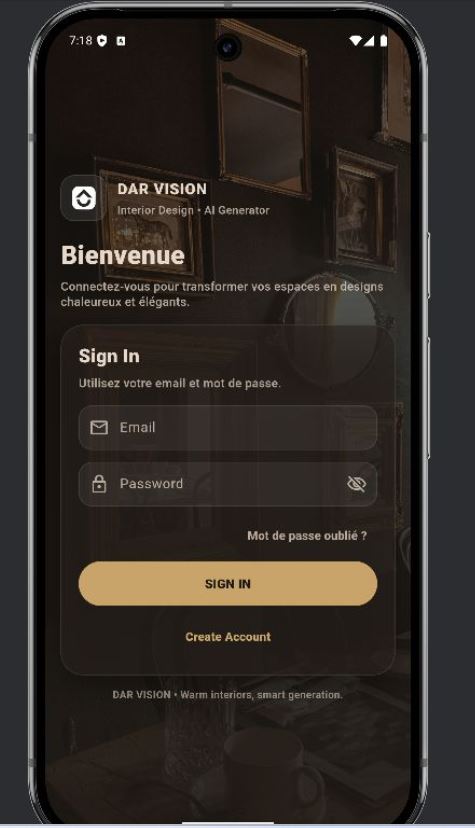 7:18
DAR VISION
Interior Design • AI Generator
Bienvenue
Connectez-vous pour transformer vos espaces en designs
chaleureux et élégants.
Sign In
Utilisez votre email et mot de passe.
Email
Password
Mot de passe oublié ?
SIGN IN
Create Account
DAR VISION • Warm interiors, smart generation.